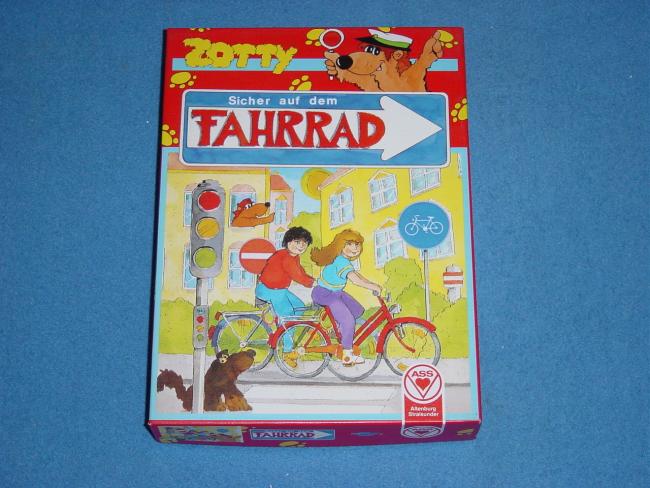 ZOTTY
Sicher auf dem
FAHRRAD
ASS
Altenburg
Stralsunder
FAHRRAD